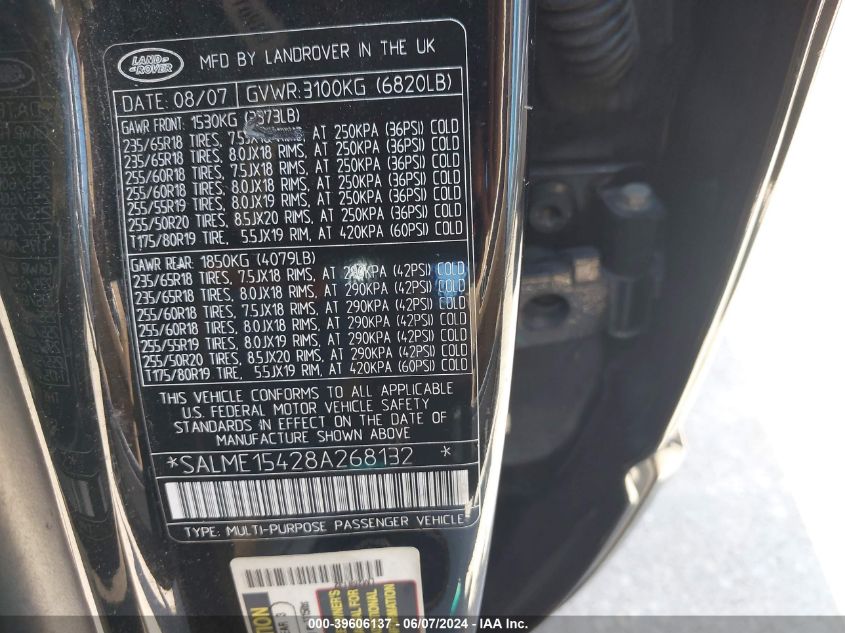 LAND ROVER
MFD BY LANDROVER IN THE UK
DATE: 08/07 GVWR:3100KG (6820LB)
GAWR FRONT: 1530KG (3373LB)
235/65R18 TIRES, 7.5JX18 RIMS, AT 250KPA (36PSI) COLD
235/65R18 TIRES, 8.0JX18 RIMS, AT 250KPA (36PSI) COLD
255/60R18 TIRES, 7.5JX18 RIMS, AT 250KPA (36PSI) COLD
255/60R18 TIRES, 8.0JX18 RIMS, AT 250KPA (36PSI) COLD
255/55R19 TIRES, 8.0JX19 RIMS, AT 250KPA (36PSI) COLD
255/50R20 TIRES, 8.5JX20 RIMS, AT 250KPA (36PSI) COLD
T175/80R19 TIRE, 5.5JX19 RIM, AT 420KPA (60PSI) COLD
GAWR REAR: 1850KG (4079LB)
235/65R18 TIRES, 7.5JX18 RIMS, AT 290KPA (42PSI) COLD
235/65R18 TIRES, 8.0JX18 RIMS, AT 290KPA (42PSI) COLD
255/60R18 TIRES, 7.5JX18 RIMS, AT 290KPA (42PSI) COLD
255/60R18 TIRES, 8.0JX18 RIMS, AT 290KPA (42PSI) COLD
255/55R19 TIRES, 8.0JX19 RIMS, AT 290KPA (42PSI) COLD
255/50R20 TIRES, 8.5JX20 RIMS, AT 290KPA (42PSI) COLD
T175/80R19 TIRE, 5.5JX19 RIM, AT 420KPA (60PSI) COLD
THIS VEHICLE CONFORMS TO ALL APPLICABLE
U.S. FEDERAL MOTOR VEHICLE SAFETY
STANDARDS IN EFFECT ON THE DATE OF
MANUFACTURE SHOWN ABOVE
*SALME15428A268132 *
TYPE: MULTI-PURPOSE PASSENGER VEHICLE
000-39606137 - 06/07/2024 - iaai.com